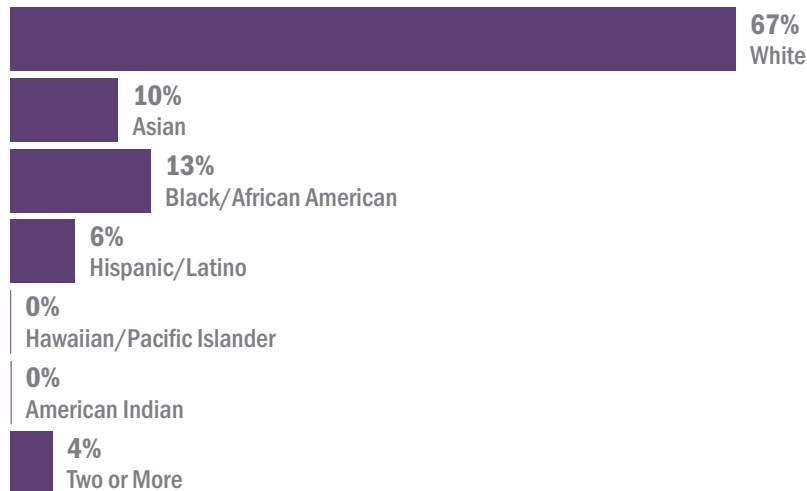 67%
White
10%
Asian
13%
Black/African American
6%
Hispanic/Latino
0%
Hawaiian/Pacific Islander
0%
American Indian
4%
Two or More